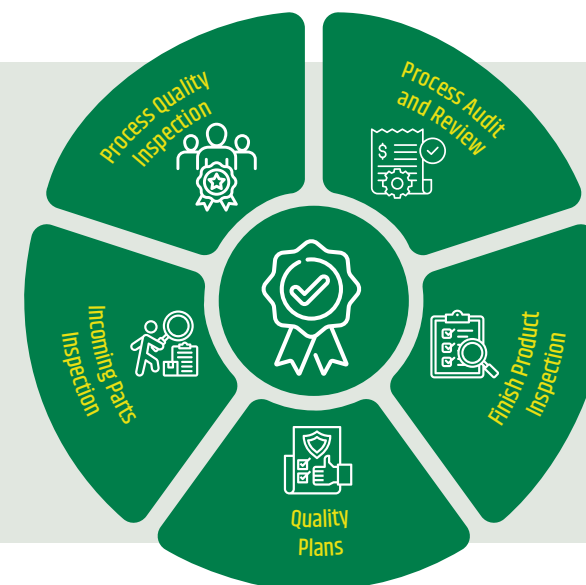 Process Quality
Inspection
Process Audit
and Review
$
Incoming Parts
Inspection
Finish Product
Inspection
Quality
Plans